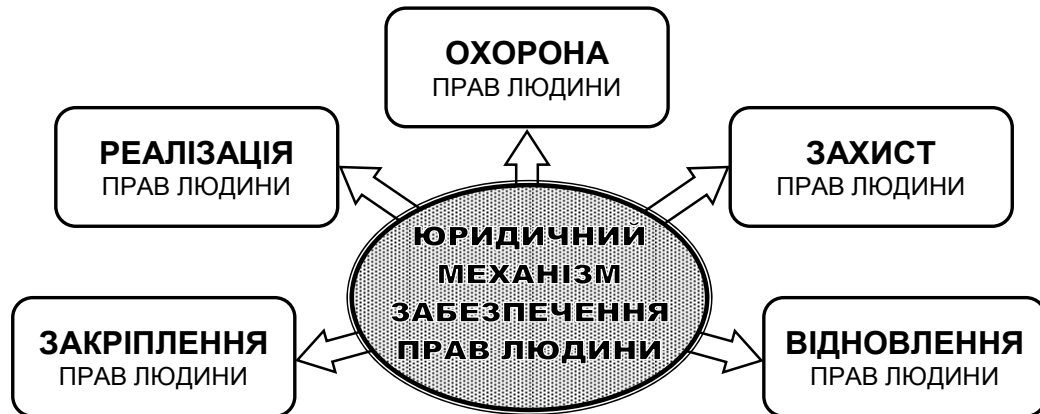 ОХОРОНА
ПРАВ ЛЮДИНИ
РЕАЛІЗАЦІЯ
ПРАВ ЛЮДИНИ
ЗАХИСТ
ПРАВ ЛЮДИНИ
ЮРИДИЧНИЙ
МЕХАНІЗМ
ЗАБЕЗПЕЧЕННЯ
ПРАВ ЛЮДИНИ
ЗАКРІПЛЕННЯ
ПРАВ ЛЮДИНИ
ВІДНОВЛЕННЯ
ПРАВ ЛЮДИНИ